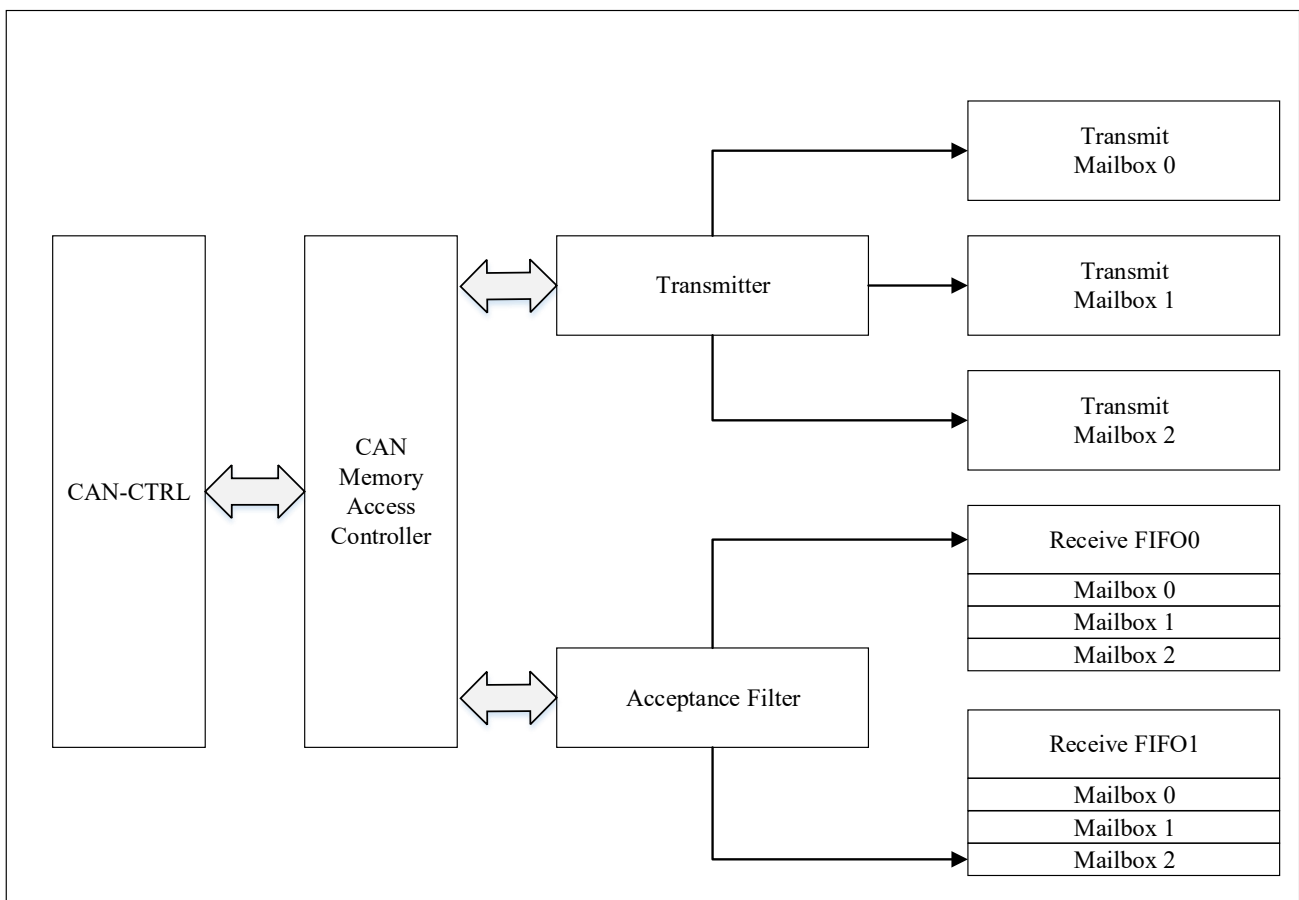 CAN-CTRL
CAN
Memory
Access
Controller
Transmitter
Acceptance Filter
Transmit
Mailbox 0
Transmit
Mailbox 1
Transmit
Mailbox 2
Receive FIFO0
Mailbox 0
Mailbox 1
Mailbox 2
Receive FIFO1
Mailbox 0
Mailbox 1
Mailbox 2